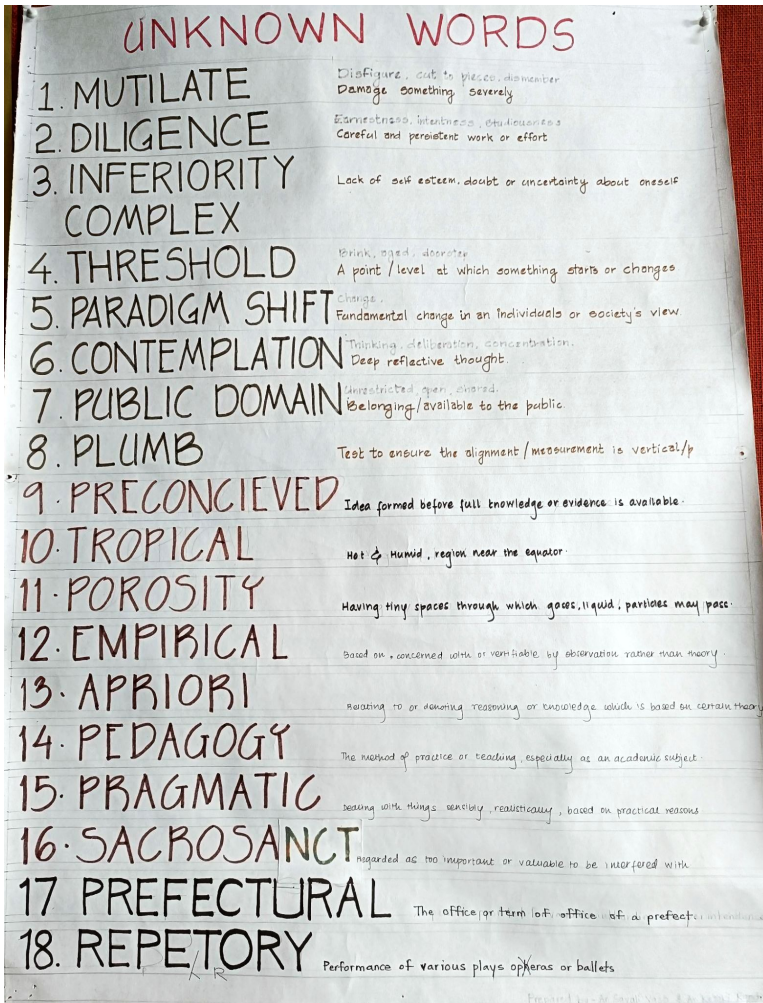 UNKNOWN WORDS
Disfigure, cut to pieces, dismember
1. MUTILATE Damage something severely
Earnestness, intentness, studiousness
2. DILIGENCE Careful and persistent work or effort
3. INFERIORITY Lack of self esteem, doubt or uncertainty about oneself
COMPLEX
Brink,
4. THRESHOLD A point / level at which something starts or changes
Change.
5. PARADIGM SHIFT Fundamental change in an individuals or society's view.
Thinking, deliberation, concentration.
6. CONTEMPLATION Deep reflective thought.
Unrestricted, open, shared.
7. PUBLIC DOMAIN Belonging/available to the public.
8. PLUMB Test to ensure the alignment / measurement is vertical/p
9. PRECONCIEVED Idea formed before full knowledge or evidence is available.
10. TROPICAL Hot & Humid, region near the equator.
11. POROSITY Having tiny spaces through which gases, liquid, particles may pass.
12. EMPIRICAL Based on, concerned with or verifiable by observation rather than theory.
13. APRIORI Relating to or denoting reasoning or knowledge which is based on certain theory
14. PEDAGOGY The method of practice or teaching, especially as an academic subject.
15. PRAGMATIC Dealing with things sensibly, realistically, based on practical reasons
16. SACROSANCT Regarded as too important or valuable to be interfered with
17 PREFECTURAL The office or term of office of a prefect.
18. REPETORY Performance of various plays operas or ballets
R